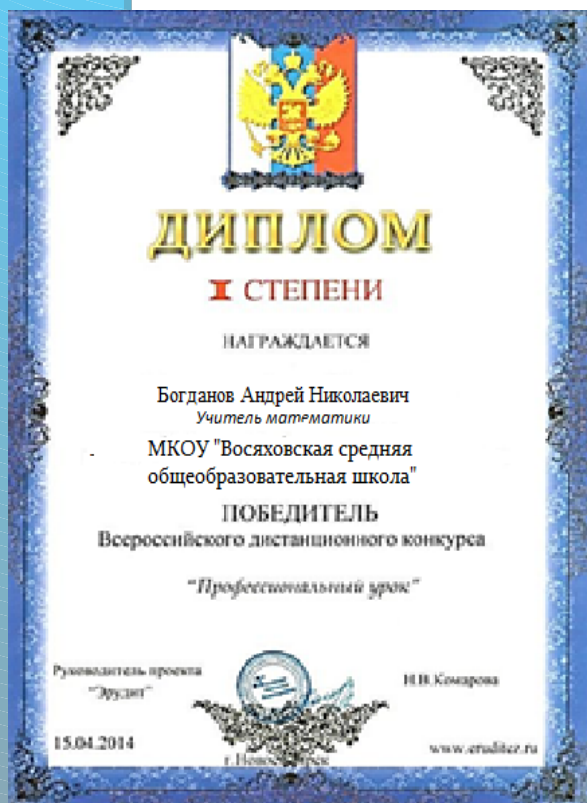 ДИПЛОМ
I СТЕПЕНИ
НАГРАЖДАЕТСЯ
Богданов Андрей Николаевич
Учитель математики
МКОУ "Восяховская средняя
общеобразовательная школа"
ПОБЕДИТЕЛЬ
Всероссийского дистанционного конкурса
"Профессиональный урок"
Руководитель проекта
"Эрудит"
Н.В.Комарова
15.04.2014
www.eruditez.ru